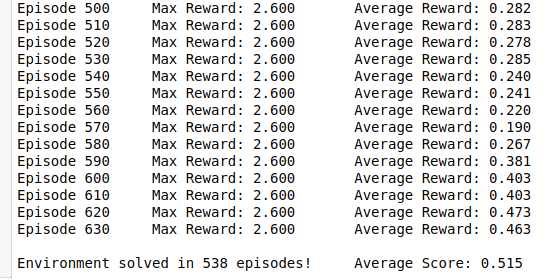 Episode 500 Max Reward: 2.600 Average Reward: 0.282
Episode 510 Max Reward: 2.600 Average Reward: 0.283
Episode 520 Max Reward: 2.600 Average Reward: 0.278
Episode 530 Max Reward: 2.600 Average Reward: 0.285
Episode 540 Max Reward: 2.600 Average Reward: 0.240
Episode 550 Max Reward: 2.600 Average Reward: 0.241
Episode 560 Max Reward: 2.600 Average Reward: 0.220
Episode 570 Max Reward: 2.600 Average Reward: 0.190
Episode 580 Max Reward: 2.600 Average Reward: 0.267
Episode 590 Max Reward: 2.600 Average Reward: 0.381
Episode 600 Max Reward: 2.600 Average Reward: 0.403
Episode 610 Max Reward: 2.600 Average Reward: 0.403
Episode 620 Max Reward: 2.600 Average Reward: 0.473
Episode 630 Max Reward: 2.600 Average Reward: 0.463
Environment solved in 538 episodes! Average Score: 0.515